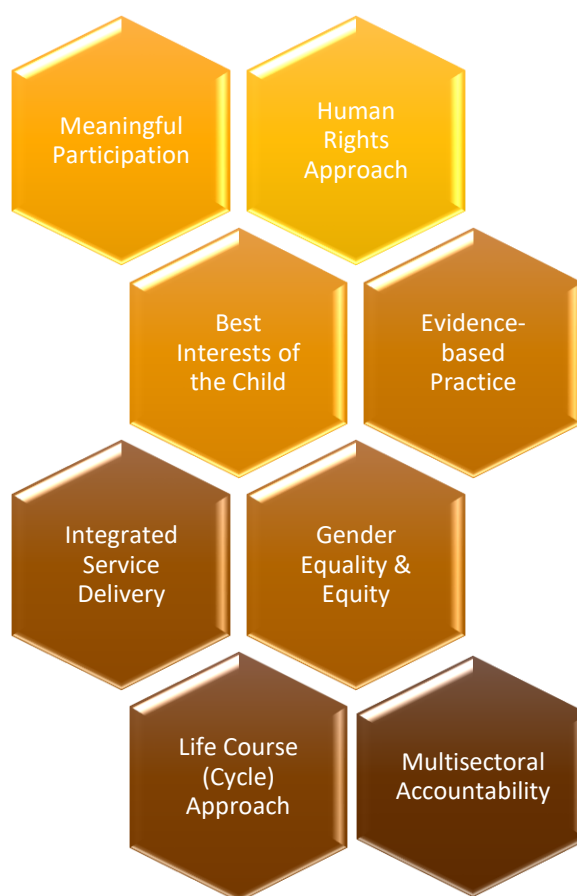 Meaningful
Participation
Human
Rights
Approach
Best
Interests of
the Child
Evidence-
based
Practice
Integrated
Service
Delivery
Gender
Equality &
Equity
Life Course
(Cycle)
Approach
Multisectoral
Accountability